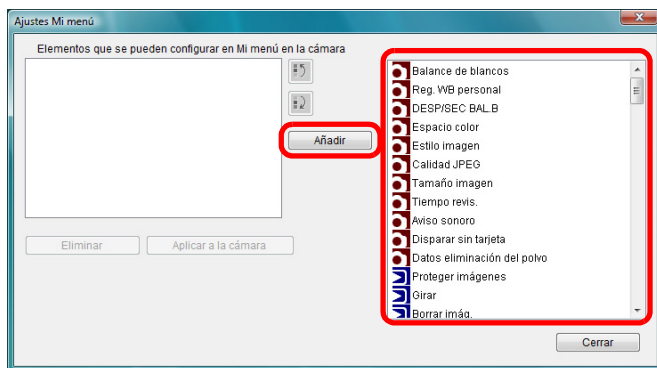 Ajustes Mi menú
Elementos que se pueden configurar en Mi menú en la cámara
Añadir
Eliminar
Aplicar a la cámara
Balance de blancos
Reg. WB personal
DESP/SEC BAL.B
Espacio color
Estilo imagen
Calidad JPEG
Tamaño imagen
Tiempo revis.
Aviso sonoro
Disparar sin tarjeta
Datos eliminación del polvo
Proteger imágenes
Girar
Borrar imág.
Cerrar